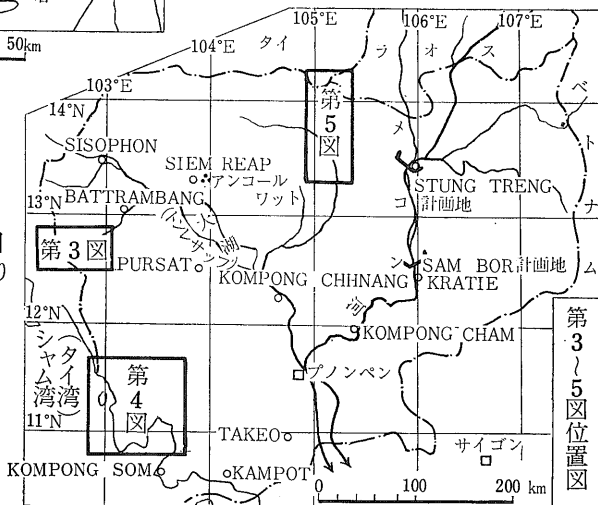 50km
105°E
106°E
107°E
104°E
タイ
ラオス
103°E
ベトナム
14°N
第5図
メコン河
SISOPHON
SIEM REAP
アンコールワット
STUNG TRENG
計画地
BATTRAMBANG
13°N
大湖
(トンレサップ)
第3図
PURSAT
KOMPONG CHHNANG
SAM BOR計画地
KRATIE
12°N
KOMPONG CHAM
(タイ湾)
シャム湾
第4図
プノンペン
第3~5図位置図
11°N
TAKEO
サイゴン
KOMPONG SOM
KAMPOT
0 100 200 km